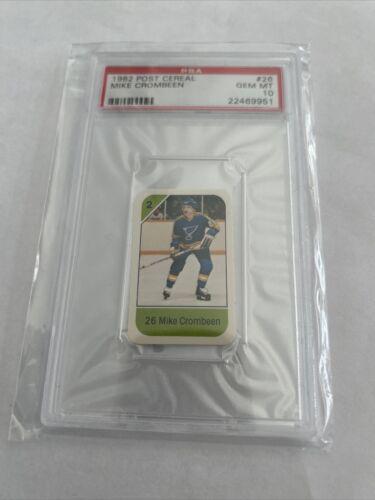 PSA
1982 POST CEREAL #26
MIKE CROMBEEN GEM MT
10
22469951
2
26 Mike Crombeen